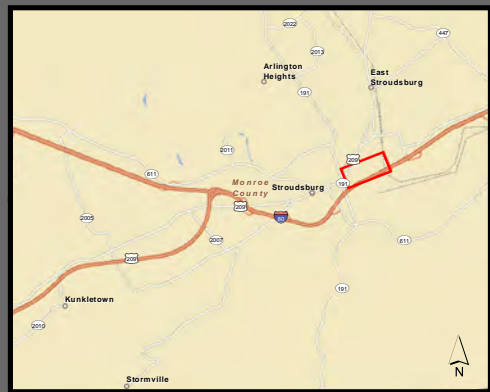 2022
447
2013
Arlington
Heights
East
Stroudsburg
191
2011
209
611
Monroe
County
191
Stroudsburg
209
2005
80
2007
611
209
191
Kunkletown
2010
Stormville
N